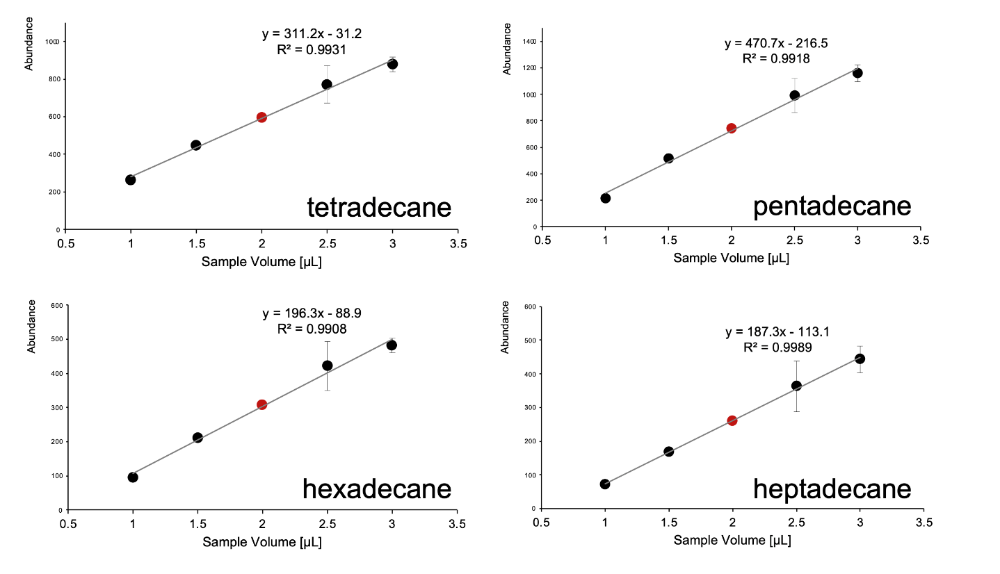 Abundance
y = 311.2x - 31.2
R² = 0.9931
1000
800
600
400
200
0
tetradecane
0.5 1 1.5 2 2.5 3 3.5
Sample Volume [µL]
Abundance
y = 470.7x - 216.5
R² = 0.9918
1400
1200
1000
800
600
400
200
0
pentadecane
0.5 1 1.5 2 2.5 3 3.5
Sample Volume [µL]
Abundance
y = 196.3x - 88.9
R² = 0.9908
600
500
400
300
200
100
0
hexadecane
0.5 1 1.5 2 2.5 3 3.5
Sample Volume [µL]
Abundance
y = 187.3x - 113.1
R² = 0.9989
600
500
400
300
200
100
0
heptadecane
0.5 1 1.5 2 2.5 3 3.5
Sample Volume [µL]